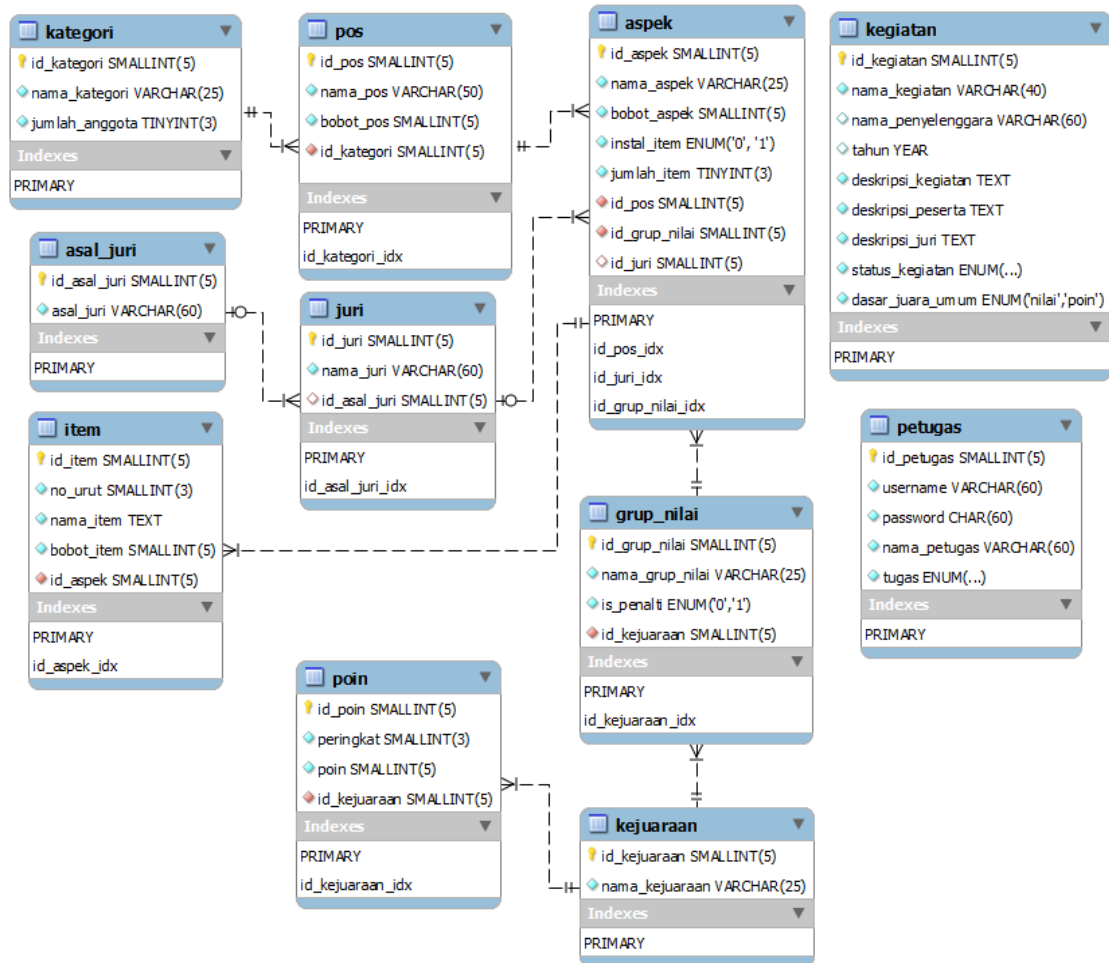 kategori
id_kategori SMALLINT(5)
nama_kategori VARCHAR(25)
jumlah_anggota TINYINT(3)
Indexes
PRIMARY
pos
id_pos SMALLINT(5)
nama_pos VARCHAR(50)
bobot_pos SMALLINT(5)
id_kategori SMALLINT(5)
Indexes
PRIMARY
id_kategori_idx
aspek
id_aspek SMALLINT(5)
nama_aspek VARCHAR(25)
bobot_aspek SMALLINT(5)
instal_item ENUM('0', '1')
jumlah_item TINYINT(3)
id_pos SMALLINT(5)
id_grup_nilai SMALLINT(5)
id_juri SMALLINT(5)
Indexes
PRIMARY
id_pos_idx
id_juri_idx
id_grup_nilai_idx
kegiatan
id_kegiatan SMALLINT(5)
nama_kegiatan VARCHAR(40)
nama_penyelenggara VARCHAR(60)
tahun YEAR
deskripsi_kegiatan TEXT
deskripsi_peserta TEXT
deskripsi_juri TEXT
status_kegiatan ENUM(...)
dasar_juara_umum ENUM('nilai','poin')
Indexes
PRIMARY
asal_juri
id_asal_juri SMALLINT(5)
asal_juri VARCHAR(60)
Indexes
PRIMARY
juri
id_juri SMALLINT(5)
nama_juri VARCHAR(60)
id_asal_juri SMALLINT(5)
Indexes
PRIMARY
id_asal_juri_idx
item
id_item SMALLINT(5)
no_urut SMALLINT(3)
nama_item TEXT
bobot_item SMALLINT(5)
id_aspek SMALLINT(5)
Indexes
PRIMARY
id_aspek_idx
petugas
id_petugas SMALLINT(5)
username VARCHAR(60)
password CHAR(60)
nama_petugas VARCHAR(60)
tugas ENUM(...)
Indexes
PRIMARY
grup_nilai
id_grup_nilai SMALLINT(5)
nama_grup_nilai VARCHAR(25)
is_penalti ENUM('0','1')
id_kejuaraan SMALLINT(5)
Indexes
PRIMARY
id_kejuaraan_idx
poin
id_poin SMALLINT(5)
peringkat SMALLINT(3)
poin SMALLINT(5)
id_kejuaraan SMALLINT(5)
Indexes
PRIMARY
id_kejuaraan_idx
kejuaraan
id_kejuaraan SMALLINT(5)
nama_kejuaraan VARCHAR(25)
Indexes
PRIMARY